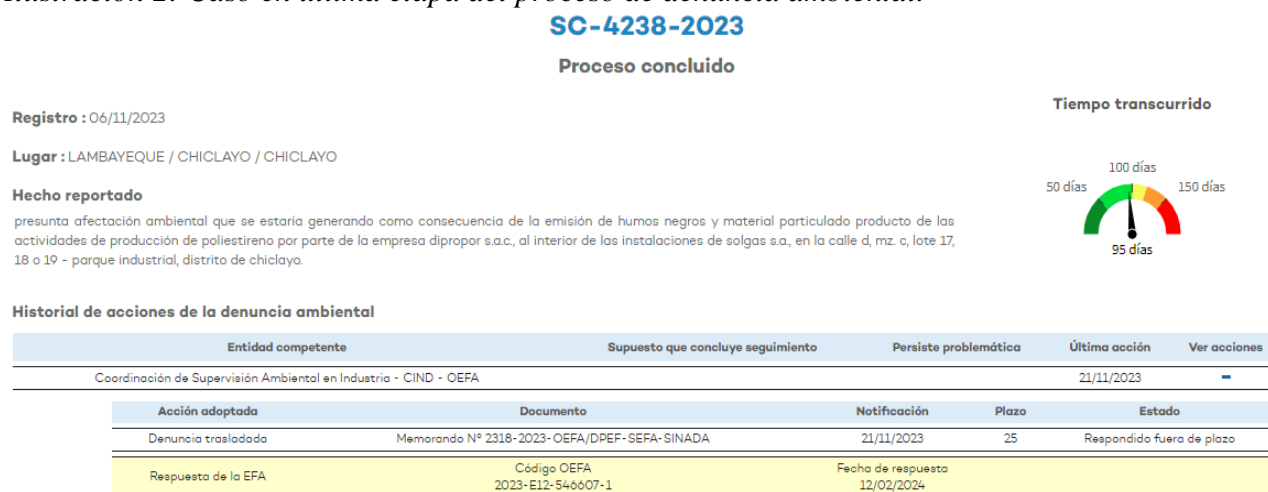 SC-4238-2023
Proceso concluido
Registro : 06/11/2023
Tiempo transcurrido
Lugar : LAMBAYEQUE / CHICLAYO / CHICLAYO
Hecho reportado
presunta afectación ambiental que se estaría generando como consecuencia de la emisión de humos negros y material particulado producto de las
actividades de producción de poliestireno por parte de la empresa dipropor s.a.c., al interior de las instalaciones de solgas s.a., en la calle d, mz. c, lote 17,
18 o 19 - parque industrial, distrito de chiclayo.
50 días
100 días
150 días
95 días
Historial de acciones de la denuncia ambiental
Entidad competente Supuesto que concluye seguimiento Persiste problemática Última acción Ver acciones
Coordinación de Supervisión Ambiental en Industria - CIND - OEFA 21/11/2023 -
Acción adoptada Documento Notificación Plazo Estado
Denuncia trasladada Memorando N° 2318-2023-OEFA/DPEF-SEFA-SINADA 21/11/2023 25 Respondido fuera de plazo
Respuesta de la EFA Código OEFA Fecha de respuesta
2023-E12-546607-1 12/02/2024